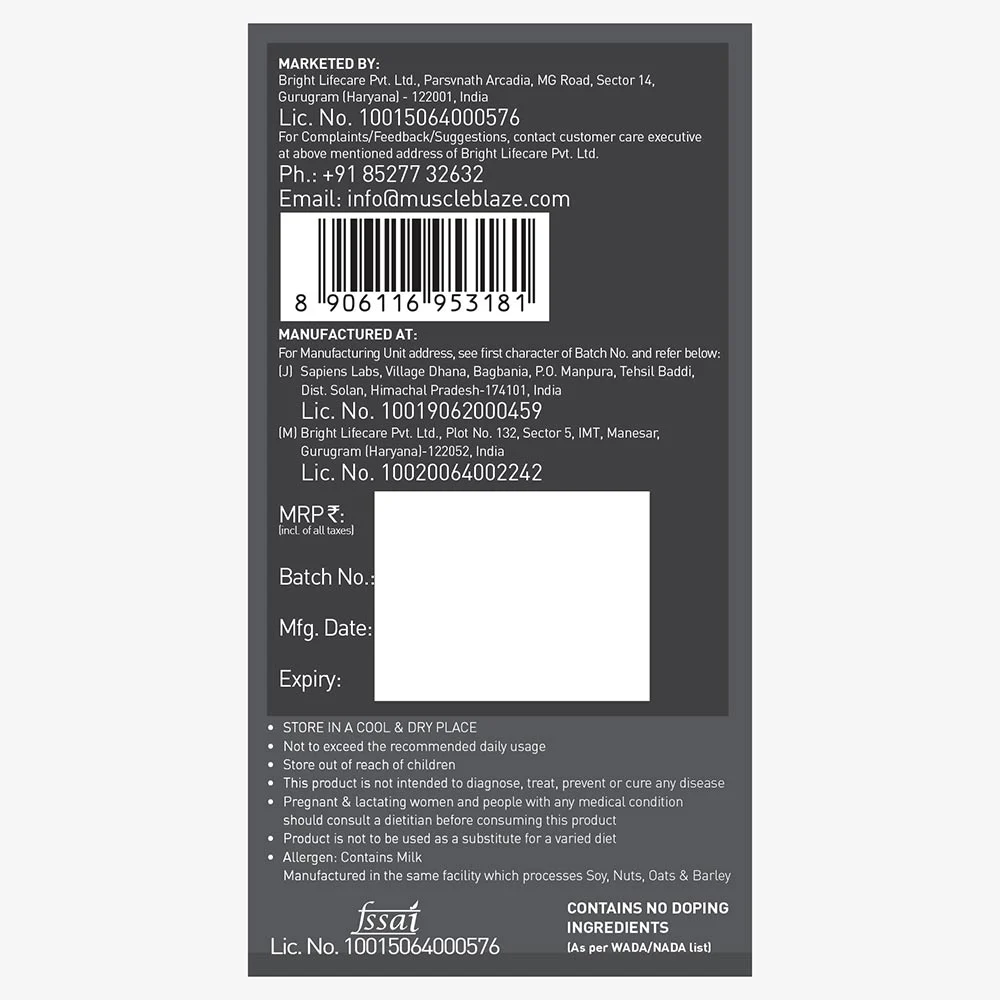 MARKETED BY:
Bright Lifecare Pvt. Ltd., Parsvnath Arcadia, MG Road, Sector 14,
Gurugram (Haryana) - 122001, India
Lic. No. 10015064000576
For Complaints/Feedback/Suggestions, contact customer care executive
at above mentioned address of Bright Lifecare Pvt. Ltd.
Ph.: +91 85277 32632
Email: info@muscleblaze.com
8 906116 953181
MANUFACTURED AT:
For Manufacturing Unit address, see first character of Batch No. and refer below:
(J) Sapiens Labs, Village Dhana, Bagbania, P.O. Manpura, Tehsil Baddi,
Dist. Solan, Himachal Pradesh-174101, India
Lic. No. 10019062000459
(M) Bright Lifecare Pvt. Ltd., Plot No. 132, Sector 5, IMT, Manesar,
Gurugram (Haryana)-122052, India
Lic. No. 10020064002242
MRP ₹:
(incl. of all taxes)
Batch No.:
Mfg. Date:
Expiry:
• STORE IN A COOL & DRY PLACE
• Not to exceed the recommended daily usage
• Store out of reach of children
• This product is not intended to diagnose, treat, prevent or cure any disease
• Pregnant & lactating women and people with any medical condition
should consult a dietitian before consuming this product
• Product is not to be used as a substitute for a varied diet
• Allergen: Contains Milk
Manufactured in the same facility which processes Soy, Nuts, Oats & Barley
fssai
Lic. No. 10015064000576
CONTAINS NO DOPING
INGREDIENTS
(As per WADA/NADA list)